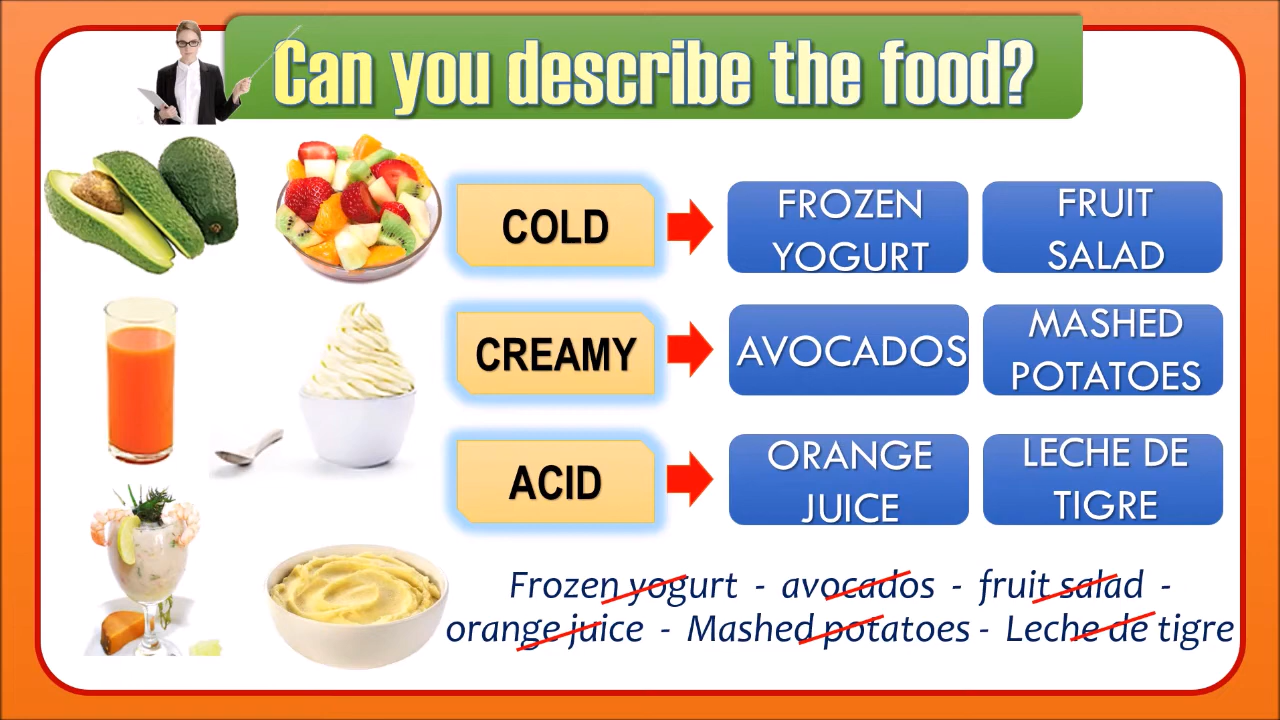 Can you describe the food?
COLD
FROZEN
YOGURT
FRUIT
SALAD
CREAMY
AVOCADOS
MASHED
POTATOES
ACID
ORANGE
JUICE
LECHE DE
TIGRE
Frozen yogurt - avocados - fruit salad -
orange juice - Mashed potatoes - Leche de tigre